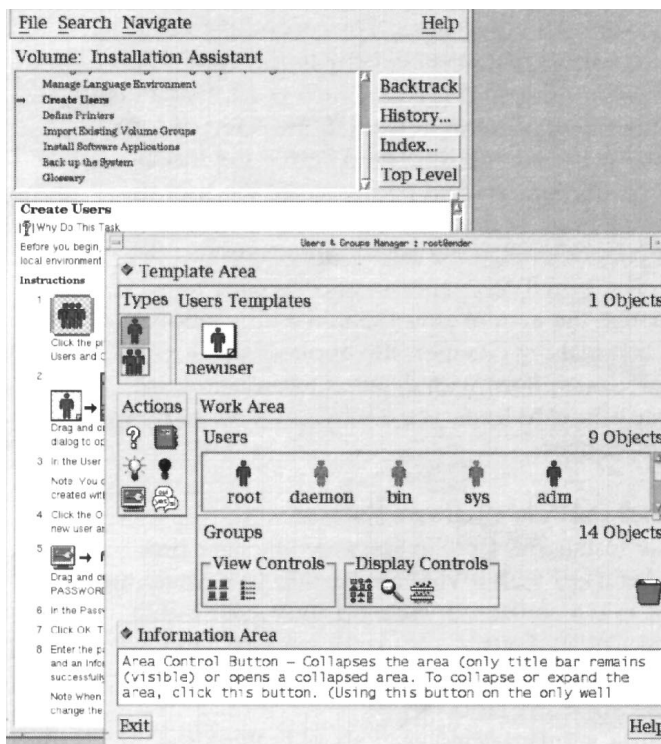 File Search Navigate Help
Volume: Installation Assistant
Manage Language Environment
Create Users
Define Printers
Import Existing Volume Groups
Install Software Applications
Back up the System
Glossary
Backtrack
History...
Index...
Top Level
Create Users
Why Do This Task
Before you begin,
local environment
Instructions
1
Click the
Users and
2
Drag and
dialog to
3 In the User
Note: You
created with
4 Click the
new user
5
Drag and
PASSWORD
6 In the
7 Click OK.
8 Enter the
and an
successfully
Note When
change the
Users & Groups Manager : root@ender
Template Area
Types Users Templates 1 Objects
newuser
Actions Work Area
Users 9 Objects
root daemon bin sys adm
Groups 14 Objects
View Controls Display Controls
Information Area
Area Control Button – Collapses the area (only title bar remains
(visible) or opens a collapsed area. To collapse or expand the
area, click this button. (Using this button on the only well
Exit Help